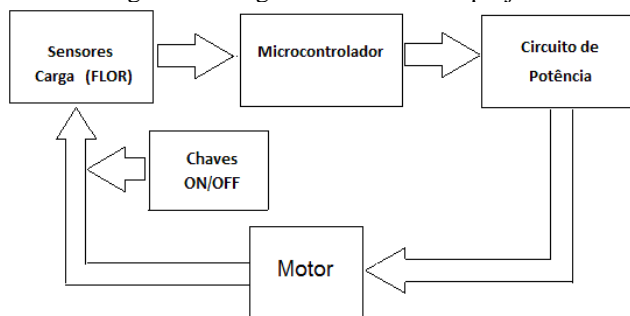 Sensores
Carga (FLOR)
Microcontrolador
Circuito de
Potência
Chaves
ON/OFF
Motor